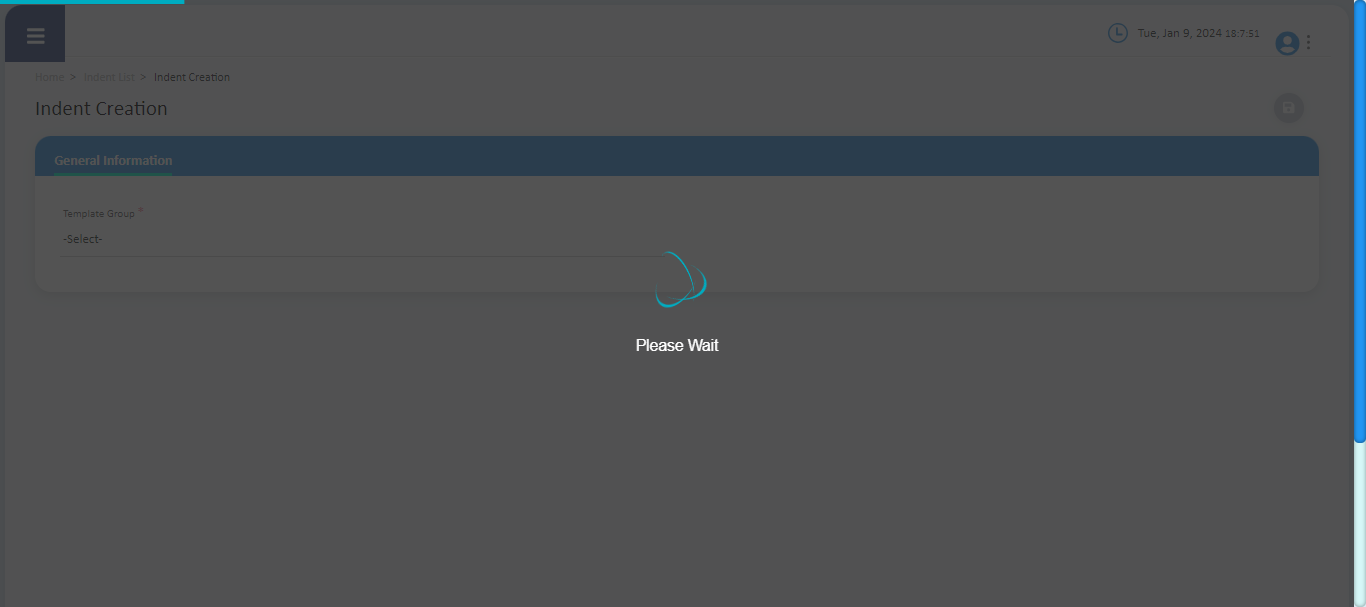 Tue, Jan 9, 2024 18:7:51
Home > Indent List > Indent Creation
Indent Creation
General Information
Template Group *
-Select-
Please Wait